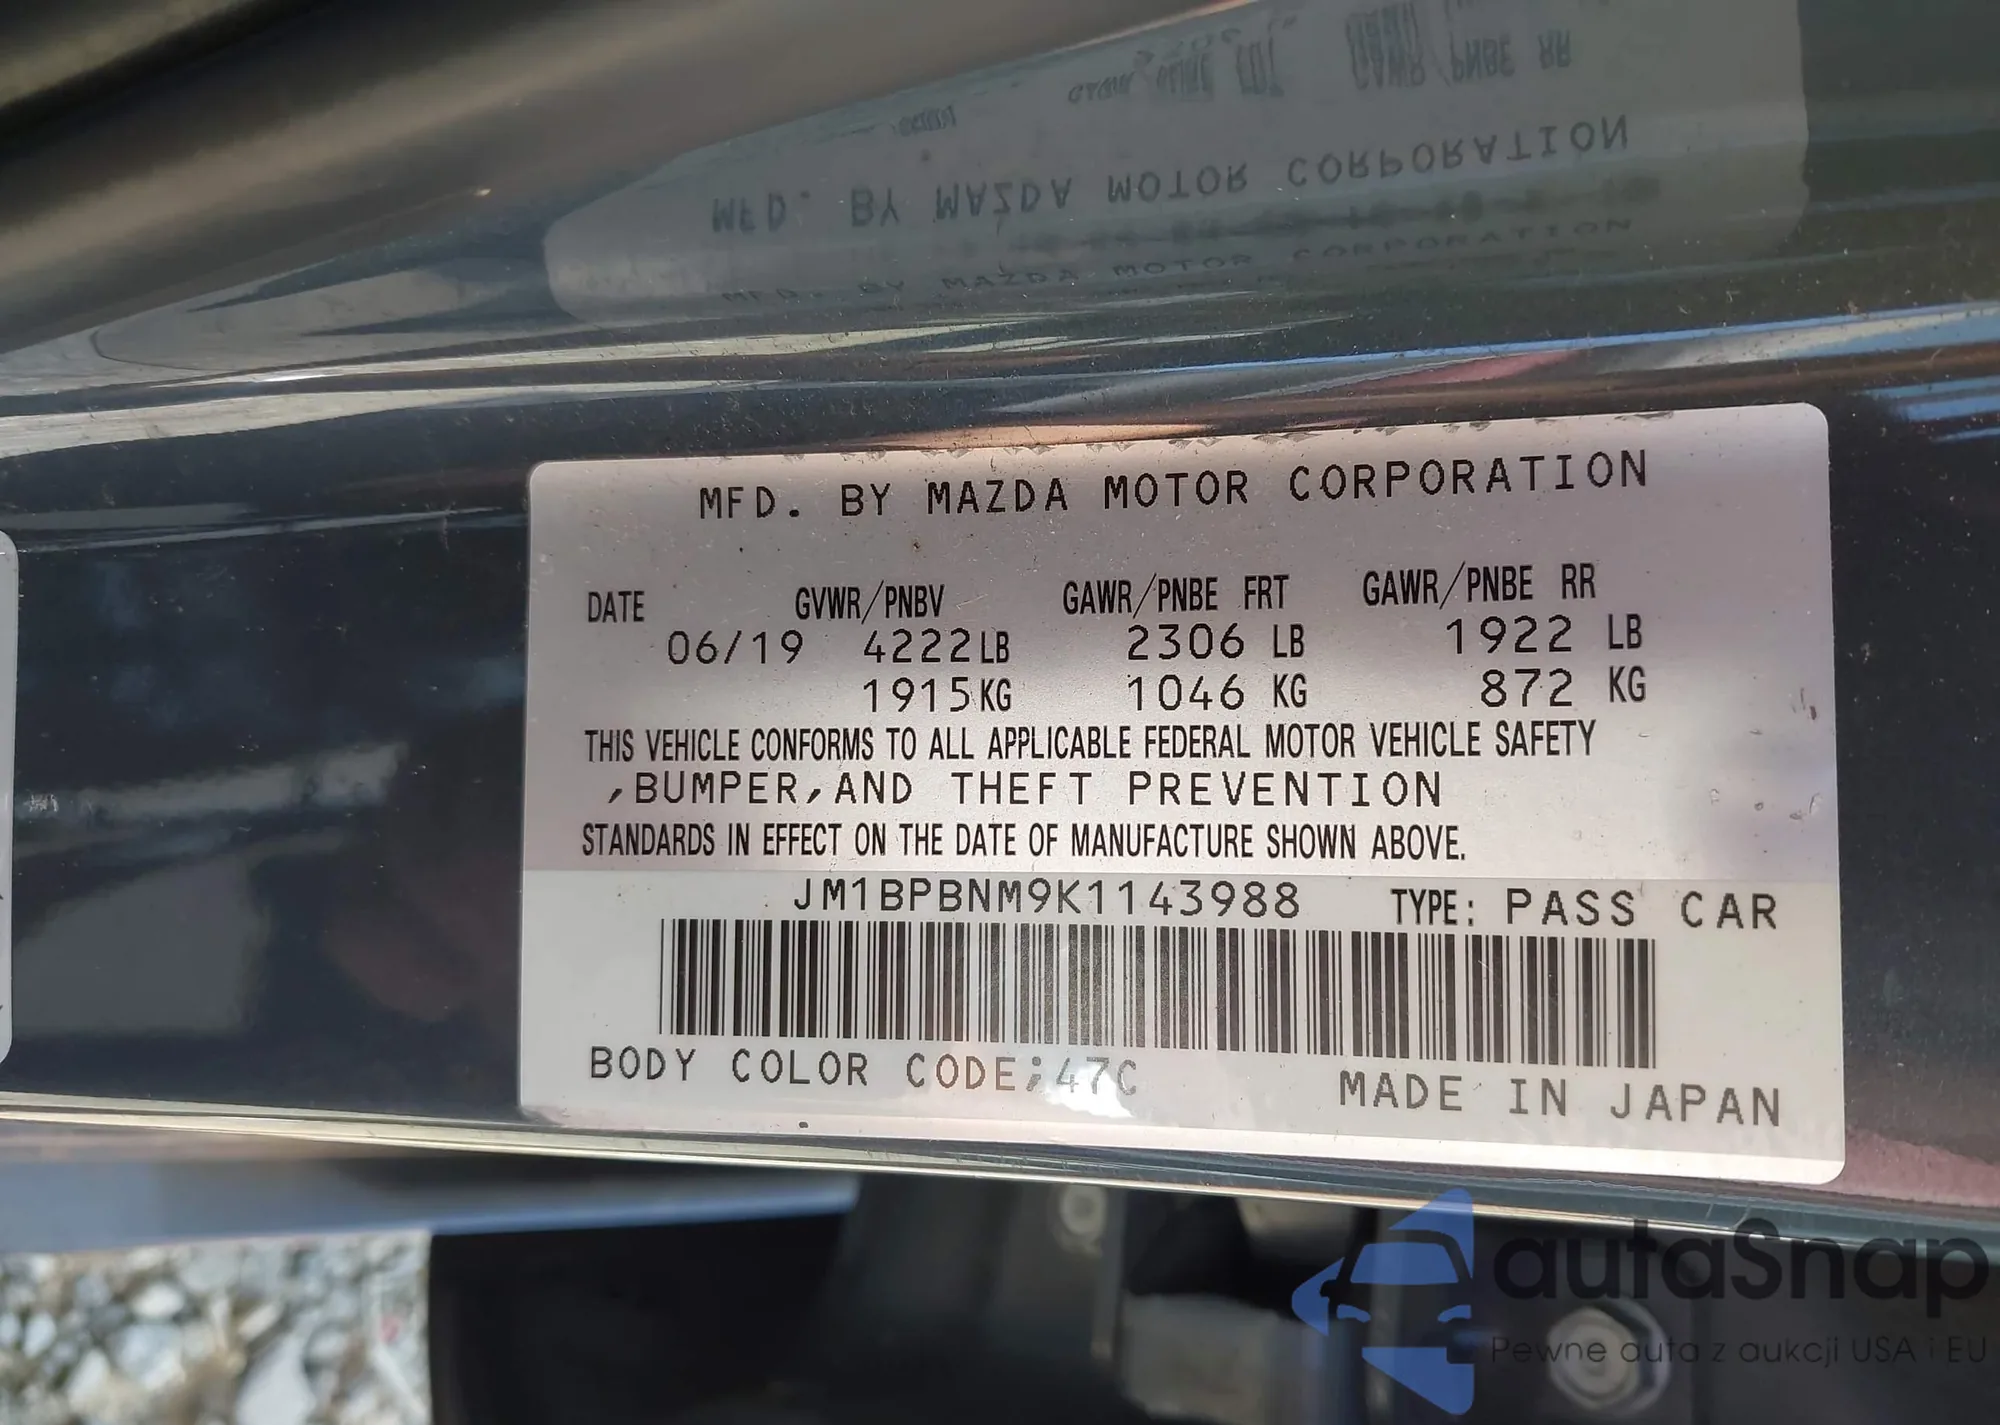 MFD. BY MAZDA MOTOR CORPORATION
DATE GVWR/PNBV GAWR/PNBE FRT GAWR/PNBE RR
06/19 4222LB 2306 LB 1922 LB
1915KG 1046 KG 872 KG
THIS VEHICLE CONFORMS TO ALL APPLICABLE FEDERAL MOTOR VEHICLE SAFETY
,BUMPER,AND THEFT PREVENTION
STANDARDS IN EFFECT ON THE DATE OF MANUFACTURE SHOWN ABOVE.
JM1BPBNM9K1143988 TYPE: PASS CAR
BODY COLOR CODE;47C MADE IN JAPAN
autaSnap
Pewne auta z aukcji USA i EU